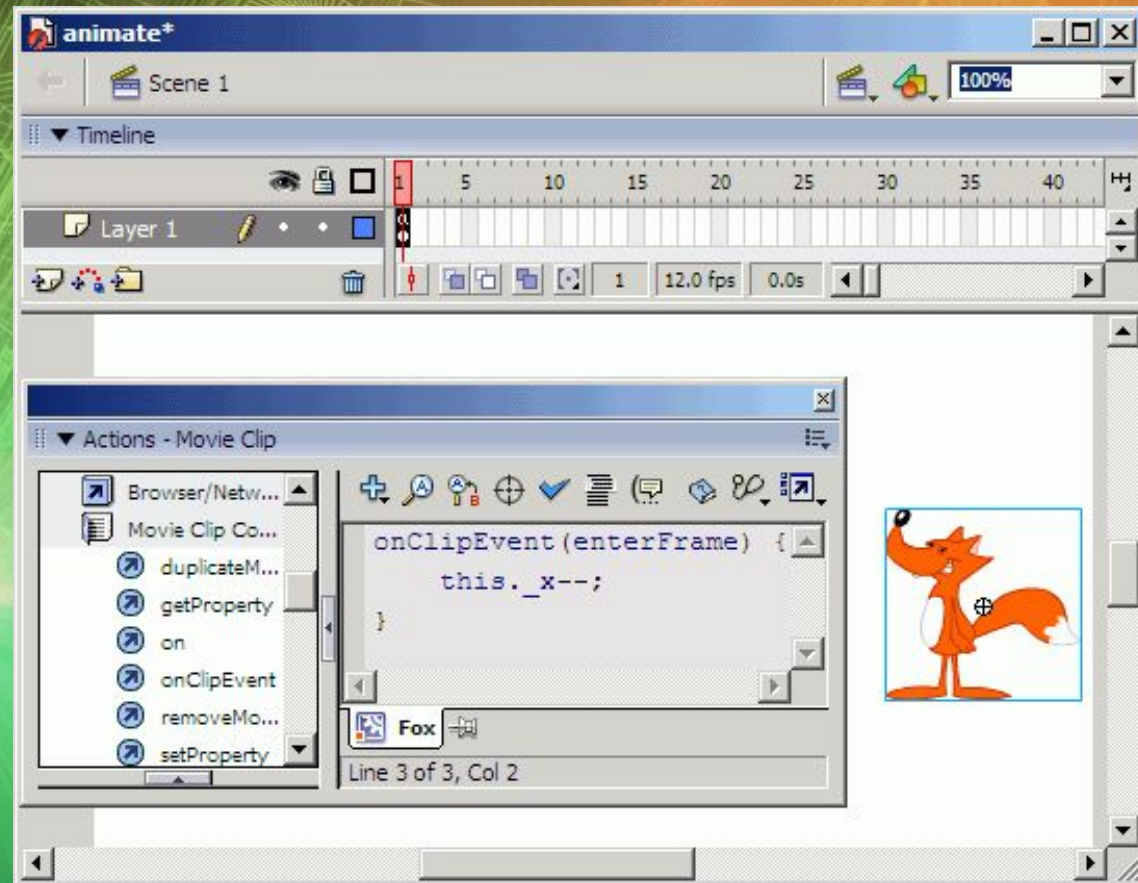 animate*
Scene 1
100%
Timeline
1 5 10 15 20 25 30 35 40
Layer 1
1 12.0 fps 0.0s
Actions - Movie Clip
Browser/Netw...
Movie Clip Co...
duplicateM...
getProperty
on
onClipEvent
removeMo...
setProperty
onClipEvent(enterFrame) {
this._x--;
}
Fox
Line 3 of 3, Col 2